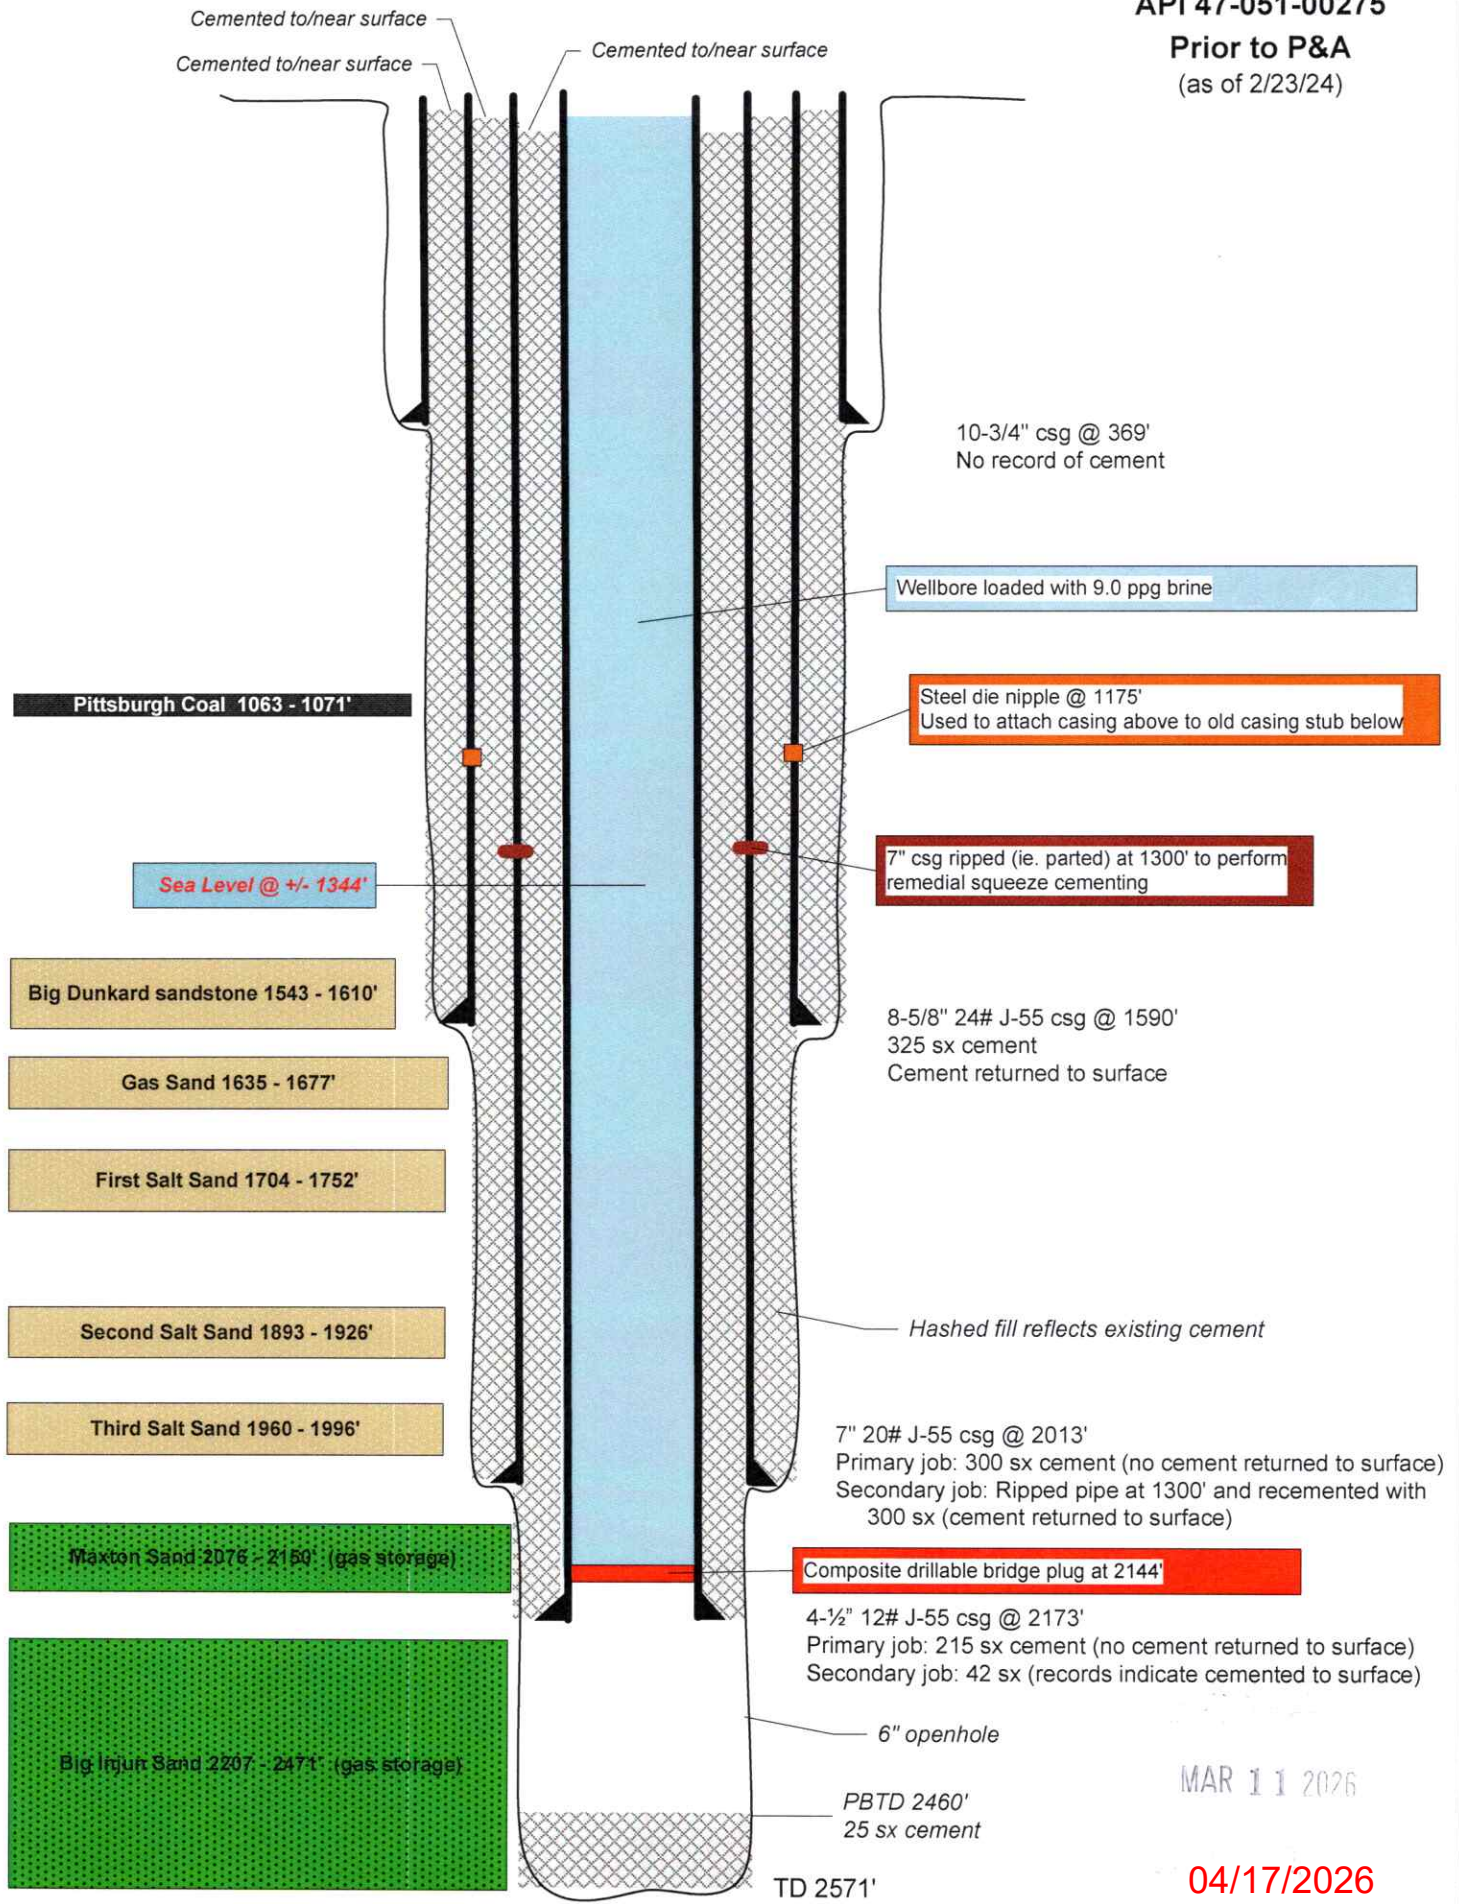 API 47-051-00275
Prior to P&A
(as of 2/23/24)
Cemented to/near surface
Cemented to/near surface
Cemented to/near surface
10-3/4" csg @ 369'
No record of cement
Wellbore loaded with 9.0 ppg brine
Pittsburgh Coal 1063 - 1071'
Steel die nipple @ 1175'
Used to attach casing above to old casing stub below
7" csg ripped (ie. parted) at 1300' to perform
remedial squeeze cementing
Sea Level @ +/- 1344'
Big Dunkard sandstone 1543 - 1610'
8-5/8" 24# J-55 csg @ 1590'
325 sx cement
Cement returned to surface
Gas Sand 1635 - 1677'
First Salt Sand 1704 - 1752'
Second Salt Sand 1893 - 1926'
Hashed fill reflects existing cement
Third Salt Sand 1960 - 1996'
7" 20# J-55 csg @ 2013'
Primary job: 300 sx cement (no cement returned to surface)
Secondary job: Ripped pipe at 1300' and recemented with
300 sx (cement returned to surface)
Maxton Sand 2076 - 2150' (gas storage)
Composite drillable bridge plug at 2144'
4-½" 12# J-55 csg @ 2173'
Primary job: 215 sx cement (no cement returned to surface)
Secondary job: 42 sx (records indicate cemented to surface)
6" openhole
Big Injun Sand 2207 - 2471' (gas storage)
MAR 11 2026
PBTD 2460'
25 sx cement
TD 2571'
04/17/2026